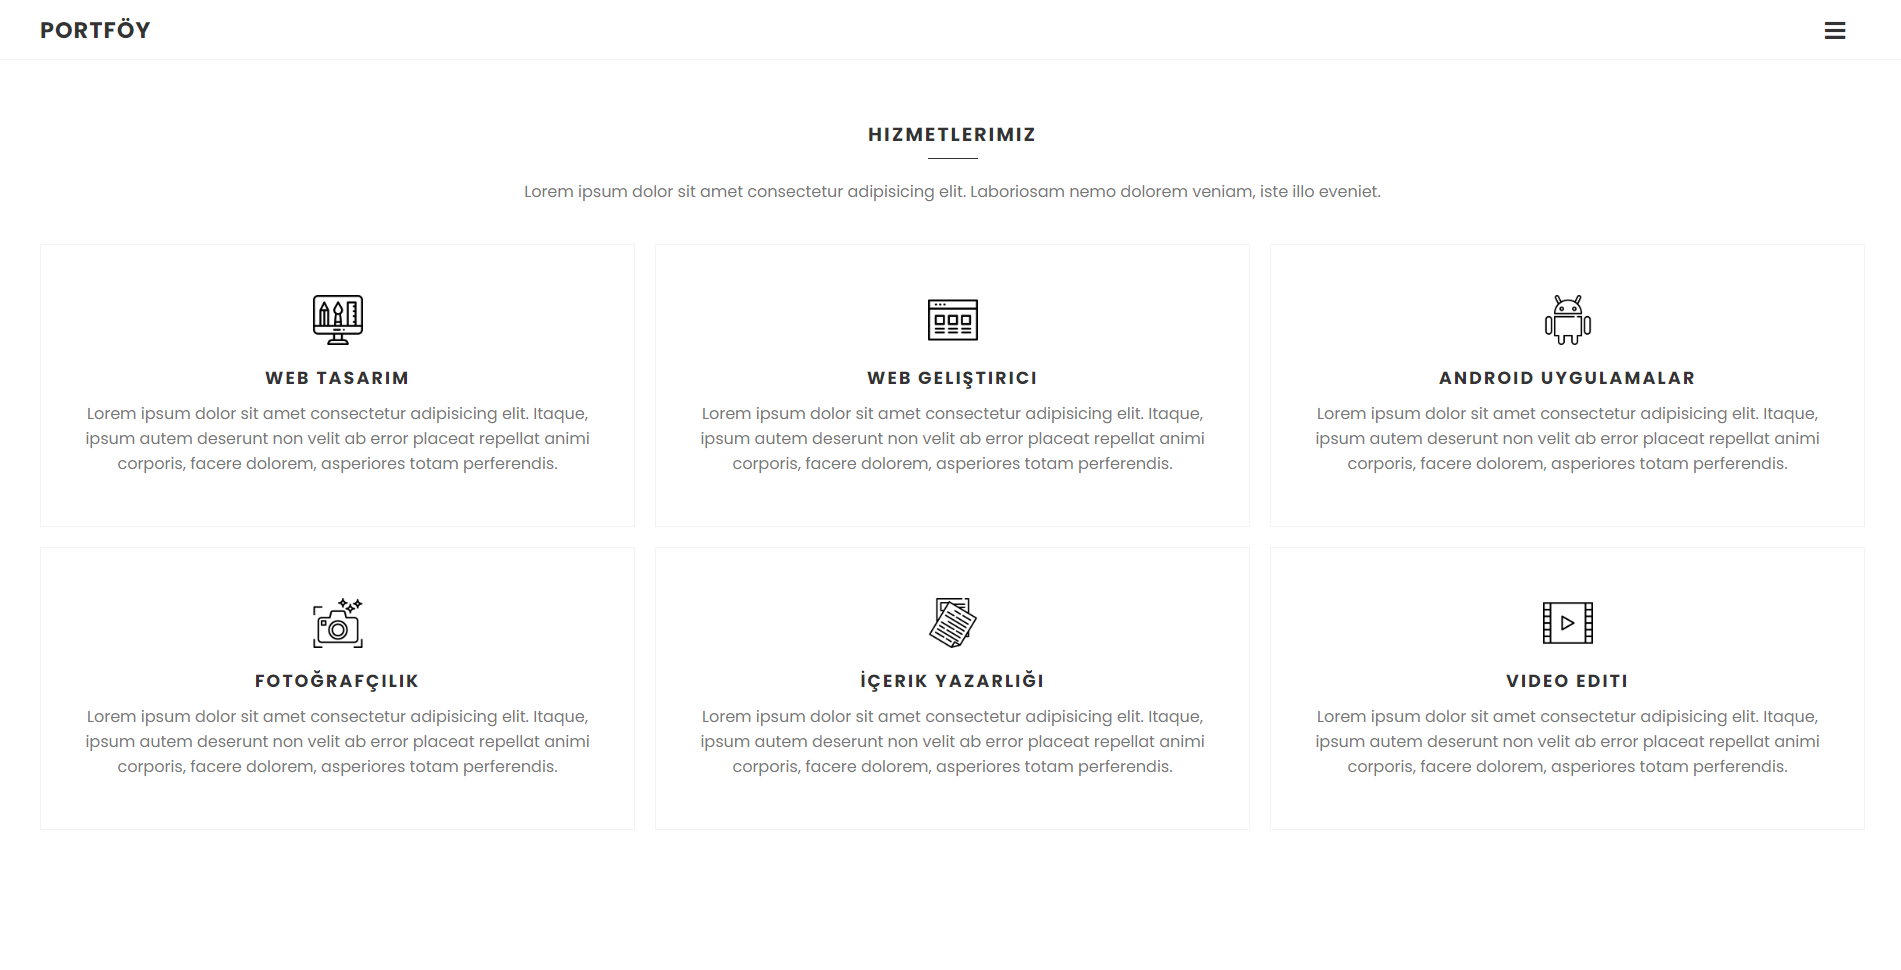 PORTFÖY
HIZMETLERIMIZ
Lorem ipsum dolor sit amet consectetur adipisicing elit. Laboriosam nemo dolorem veniam, iste illo eveniet.
WEB TASARIM
Lorem ipsum dolor sit amet consectetur adipisicing elit. Itaque,
ipsum autem deserunt non velit ab error placeat repellat animi
corporis, facere dolorem, asperiores totam perferendis.
WEB GELIŞTIRICI
Lorem ipsum dolor sit amet consectetur adipisicing elit. Itaque,
ipsum autem deserunt non velit ab error placeat repellat animi
corporis, facere dolorem, asperiores totam perferendis.
ANDROID UYGULAMALAR
Lorem ipsum dolor sit amet consectetur adipisicing elit. Itaque,
ipsum autem deserunt non velit ab error placeat repellat animi
corporis, facere dolorem, asperiores totam perferendis.
FOTOĞRAFÇILIK
Lorem ipsum dolor sit amet consectetur adipisicing elit. Itaque,
ipsum autem deserunt non velit ab error placeat repellat animi
corporis, facere dolorem, asperiores totam perferendis.
İÇERIK YAZARLIĞI
Lorem ipsum dolor sit amet consectetur adipisicing elit. Itaque,
ipsum autem deserunt non velit ab error placeat repellat animi
corporis, facere dolorem, asperiores totam perferendis.
VIDEO EDITI
Lorem ipsum dolor sit amet consectetur adipisicing elit. Itaque,
ipsum autem deserunt non velit ab error placeat repellat animi
corporis, facere dolorem, asperiores totam perferendis.